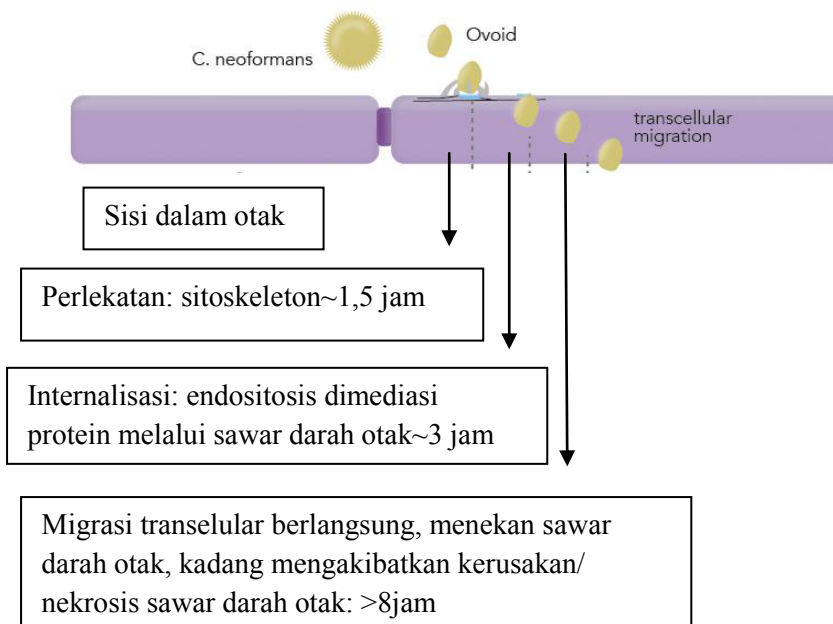 Ovoid
C. neoformans
transcellular
migration
Sisi dalam otak
Perlekatan: sitoskeleton~1,5 jam
Internalisasi: endositosis dimediasi
protein melalui sawar darah otak~3 jam
Migrasi transelular berlangsung, menekan sawar
darah otak, kadang mengakibatkan kerusakan/
nekrosis sawar darah otak: >8jam